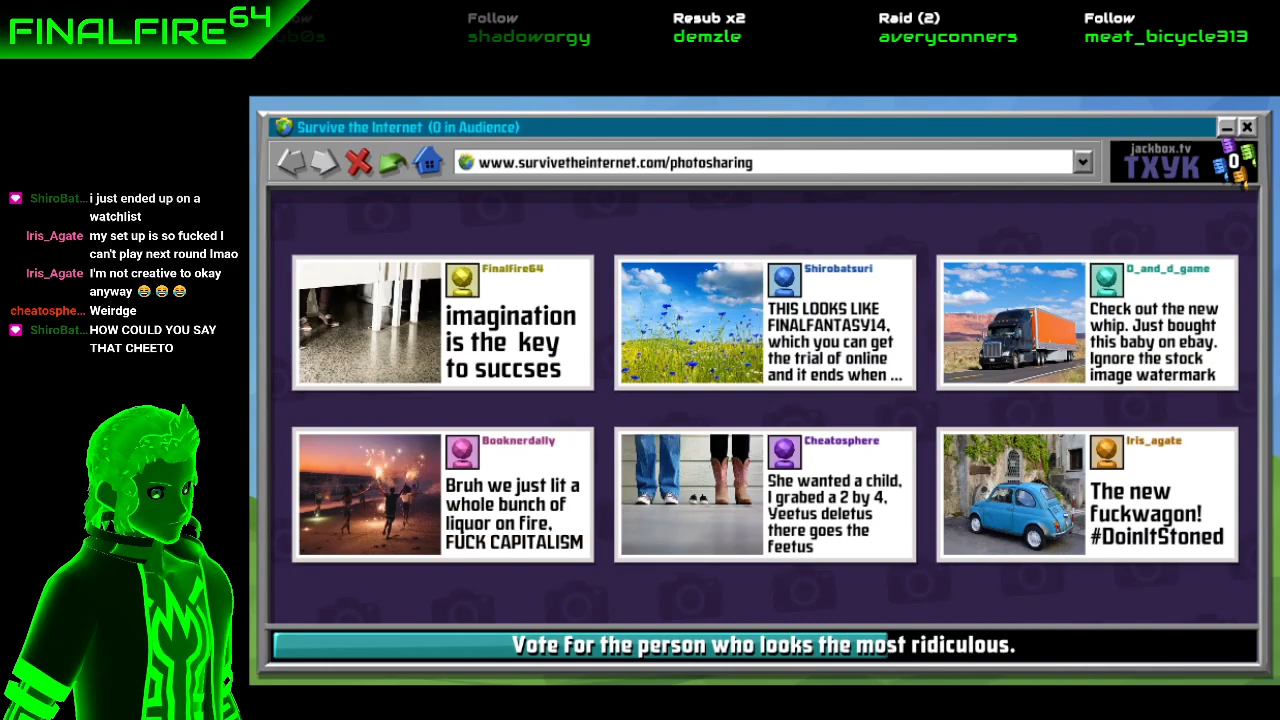 FINALFIRE64
Follow
shadoworgy
Resub x2
demzle
Raid (2)
averyconners
Follow
meat_bicycle313
Survive the Internet (0 in Audience)
www.survivetheinternet.com/photosharing
jackbox.tv
TXYK
0
ShiroBat... i just ended up on a
watchlist
Iris_Agate my set up is so fucked I
can't play next round lmao
Iris_Agate I'm not creative to okay
anyway 😂 😂 😂
cheatosphe... Weirdge
ShiroBat... HOW COULD YOU SAY
THAT CHEETO
Finalfire64
imagination
is the key
to succses
Shirobatsuri
THIS LOOKS LIKE
FINALFANTASY14,
which you can get
the trial of online
and it ends when ...
D_and_d_game
Check out the new
whip. Just bought
this baby on ebay.
Ignore the stock
image watermark
Booknerdally
Bruh we just lit a
whole bunch of
liquor on fire,
FUCK CAPITALISM
Cheatosphere
She wanted a child,
I grabed a 2 by 4,
Yeetus deletus
there goes the
feetus
Iris_agate
The new
fuckwagon!
#DoinItStoned
Vote for the person who looks the most ridiculous.